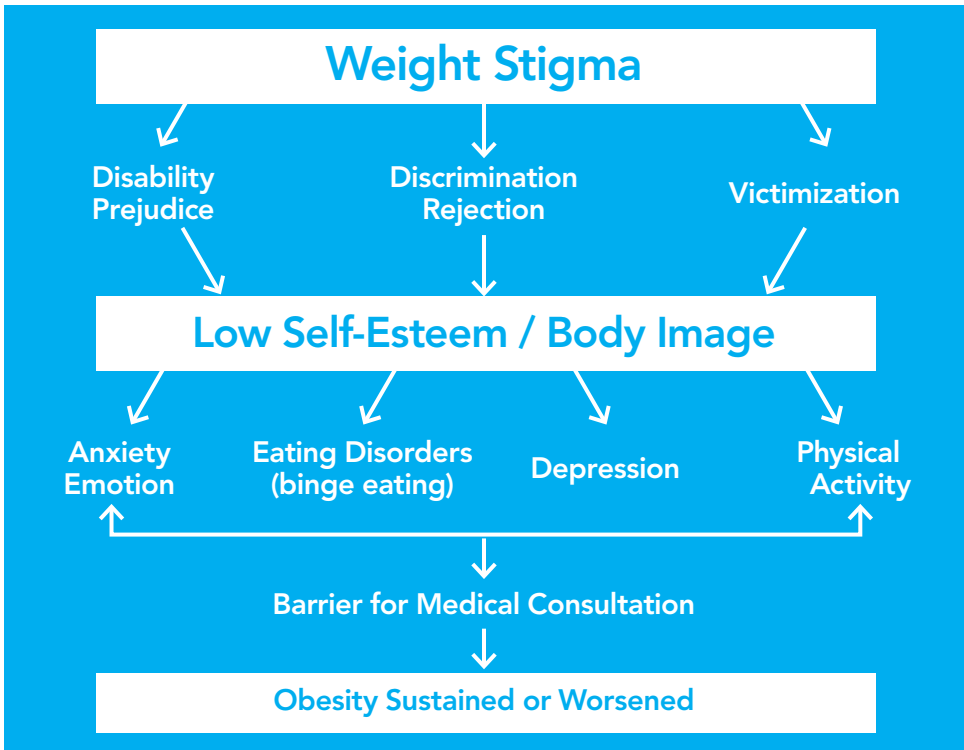 Weight Stigma
Disability
Prejudice
Discrimination
Rejection
Victimization
Low Self-Esteem / Body Image
Anxiety
Emotion
Eating Disorders
(binge eating)
Depression
Physical
Activity
Barrier for Medical Consultation
Obesity Sustained or Worsened